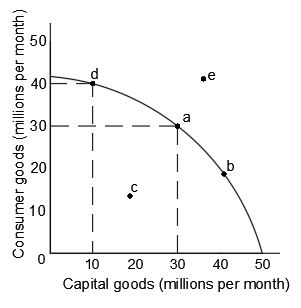 Consumer goods (millions per month)
50
40
30
20
10
0
d
e
a
b
c
10 20 30 40 50
Capital goods (millions per month)